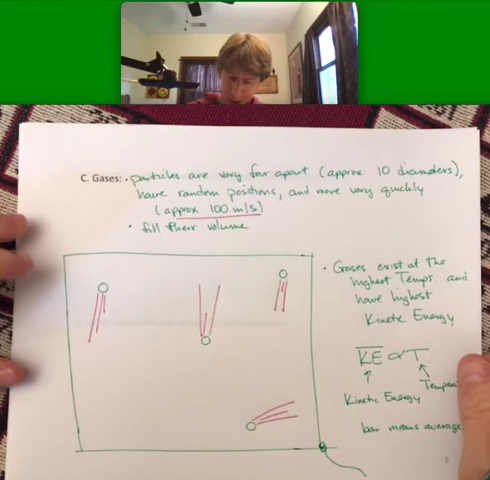 C. Gases: • particles are very far apart (approx 10 diameters),
have random positions, and move very quickly
(approx 100 m/s)
• fill their volume
• Gases exist at the
highest Temps. and
have highest
Kinetic Energy
KE ∝ T
Kinetic Energy
bar means average
5